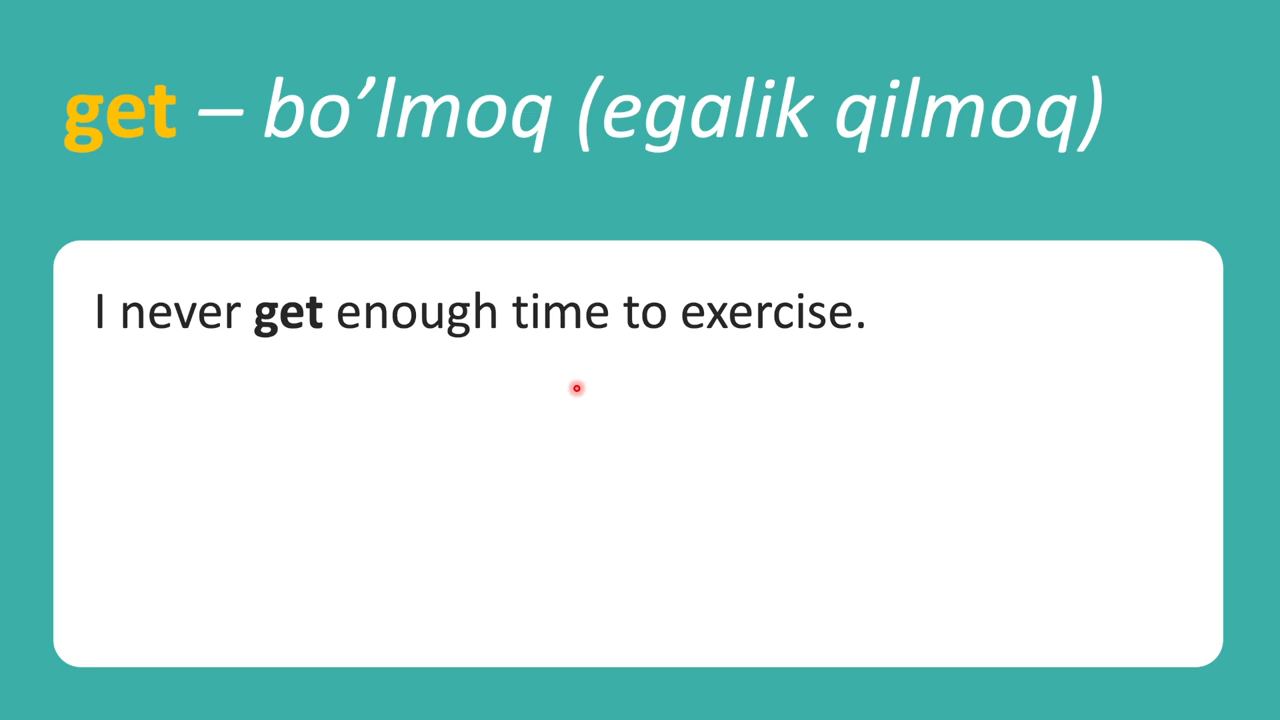 get – bo’lmoq (egalik qilmoq)
I never get enough time to exercise.